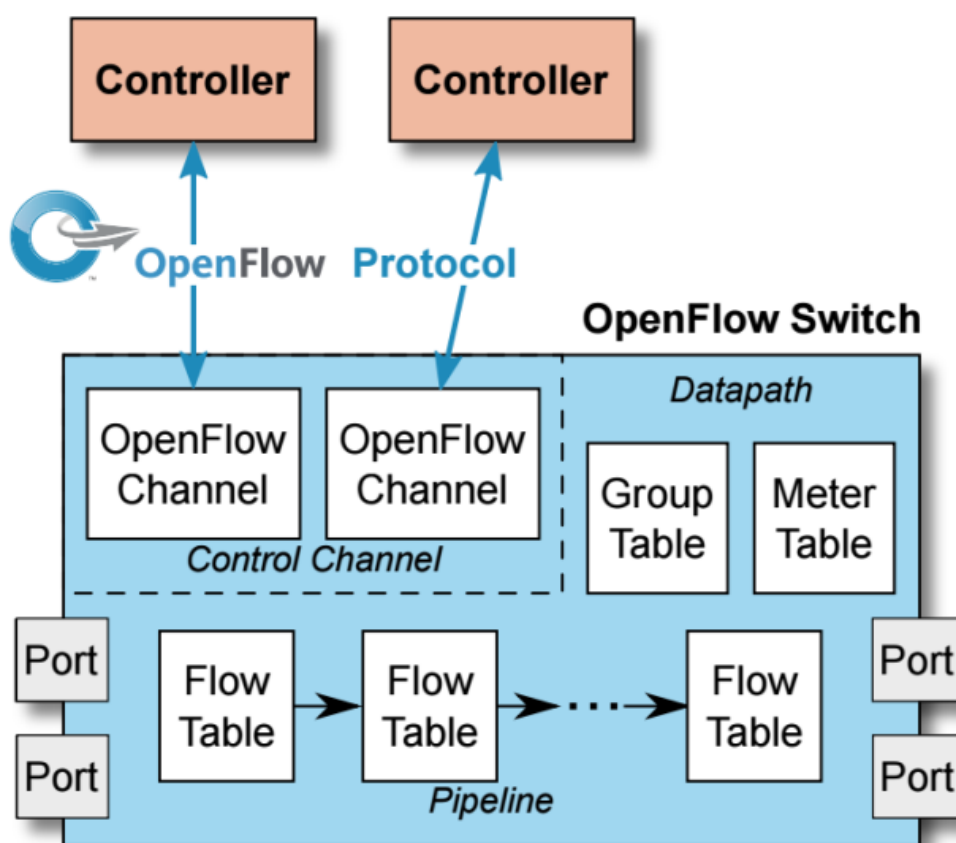 Controller
Controller
OpenFlow Protocol
™
OpenFlow Switch
OpenFlow
Channel
OpenFlow
Channel
Control Channel
Datapath
Group
Table
Meter
Table
Port
Port
Flow
Table
Flow
Table
...
Flow
Table
Port
Port
Pipeline